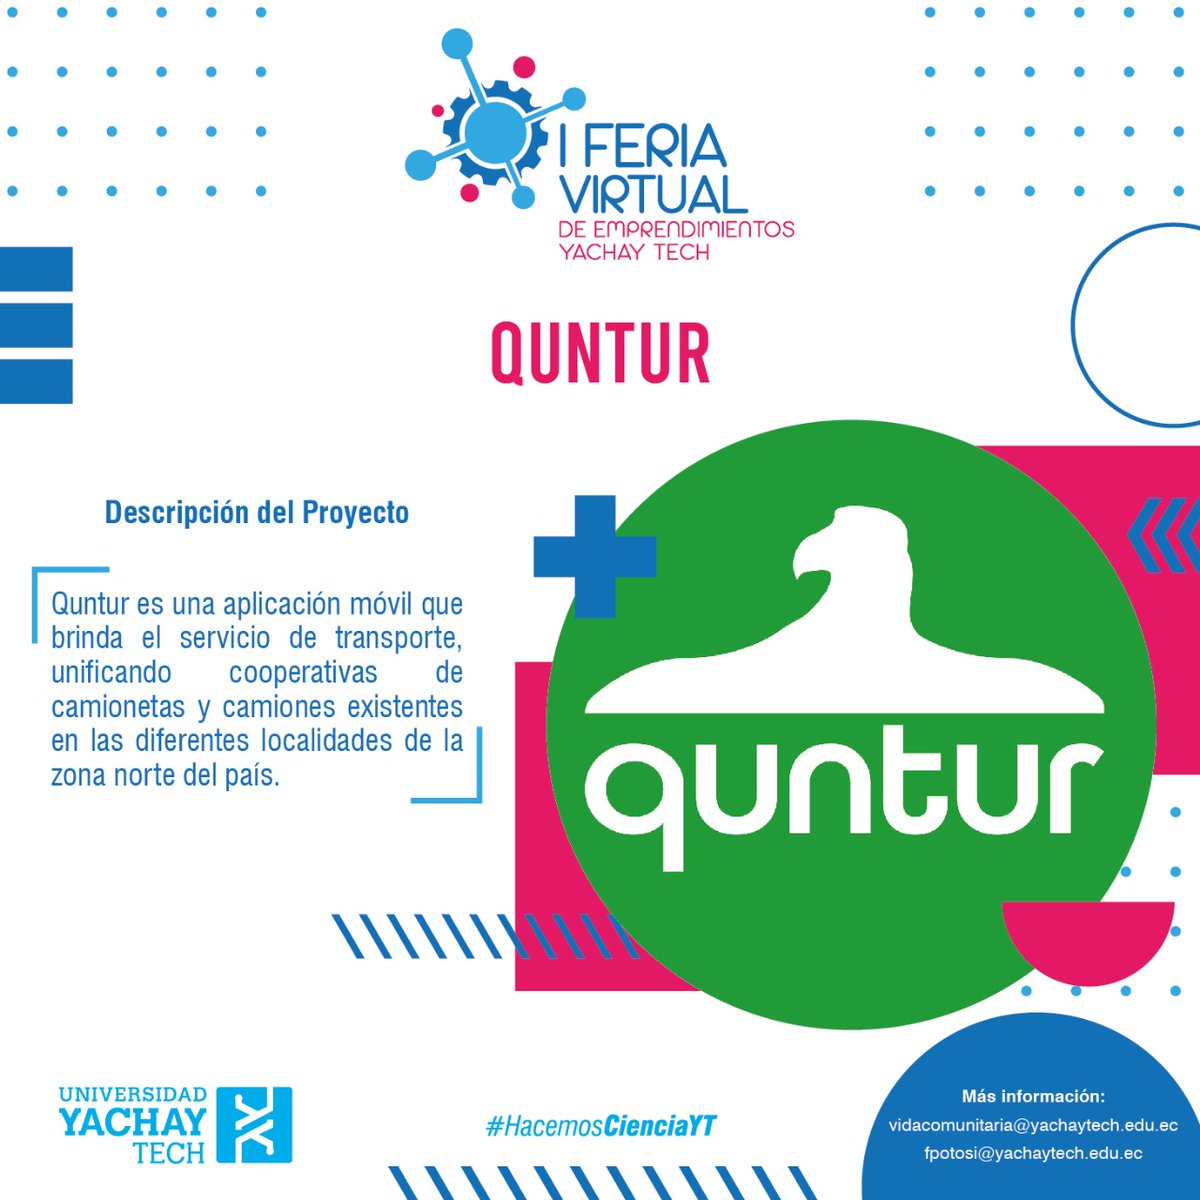 I FERIA
VIRTUAL
DE EMPRENDIMIENTOS
YACHAY TECH
QUNTUR
Descripción del Proyecto
Quntur es una aplicación móvil que
brinda el servicio de transporte,
unificando cooperativas de
camionetas y camiones existentes
en las diferentes localidades de la
zona norte del país.
quntur
UNIVERSIDAD
YACHAY
TECH
#HacemosCienciaYT
Más información:
vidacomunitaria@yachaytech.edu.ec
fpotosi@yachaytech.edu.ec